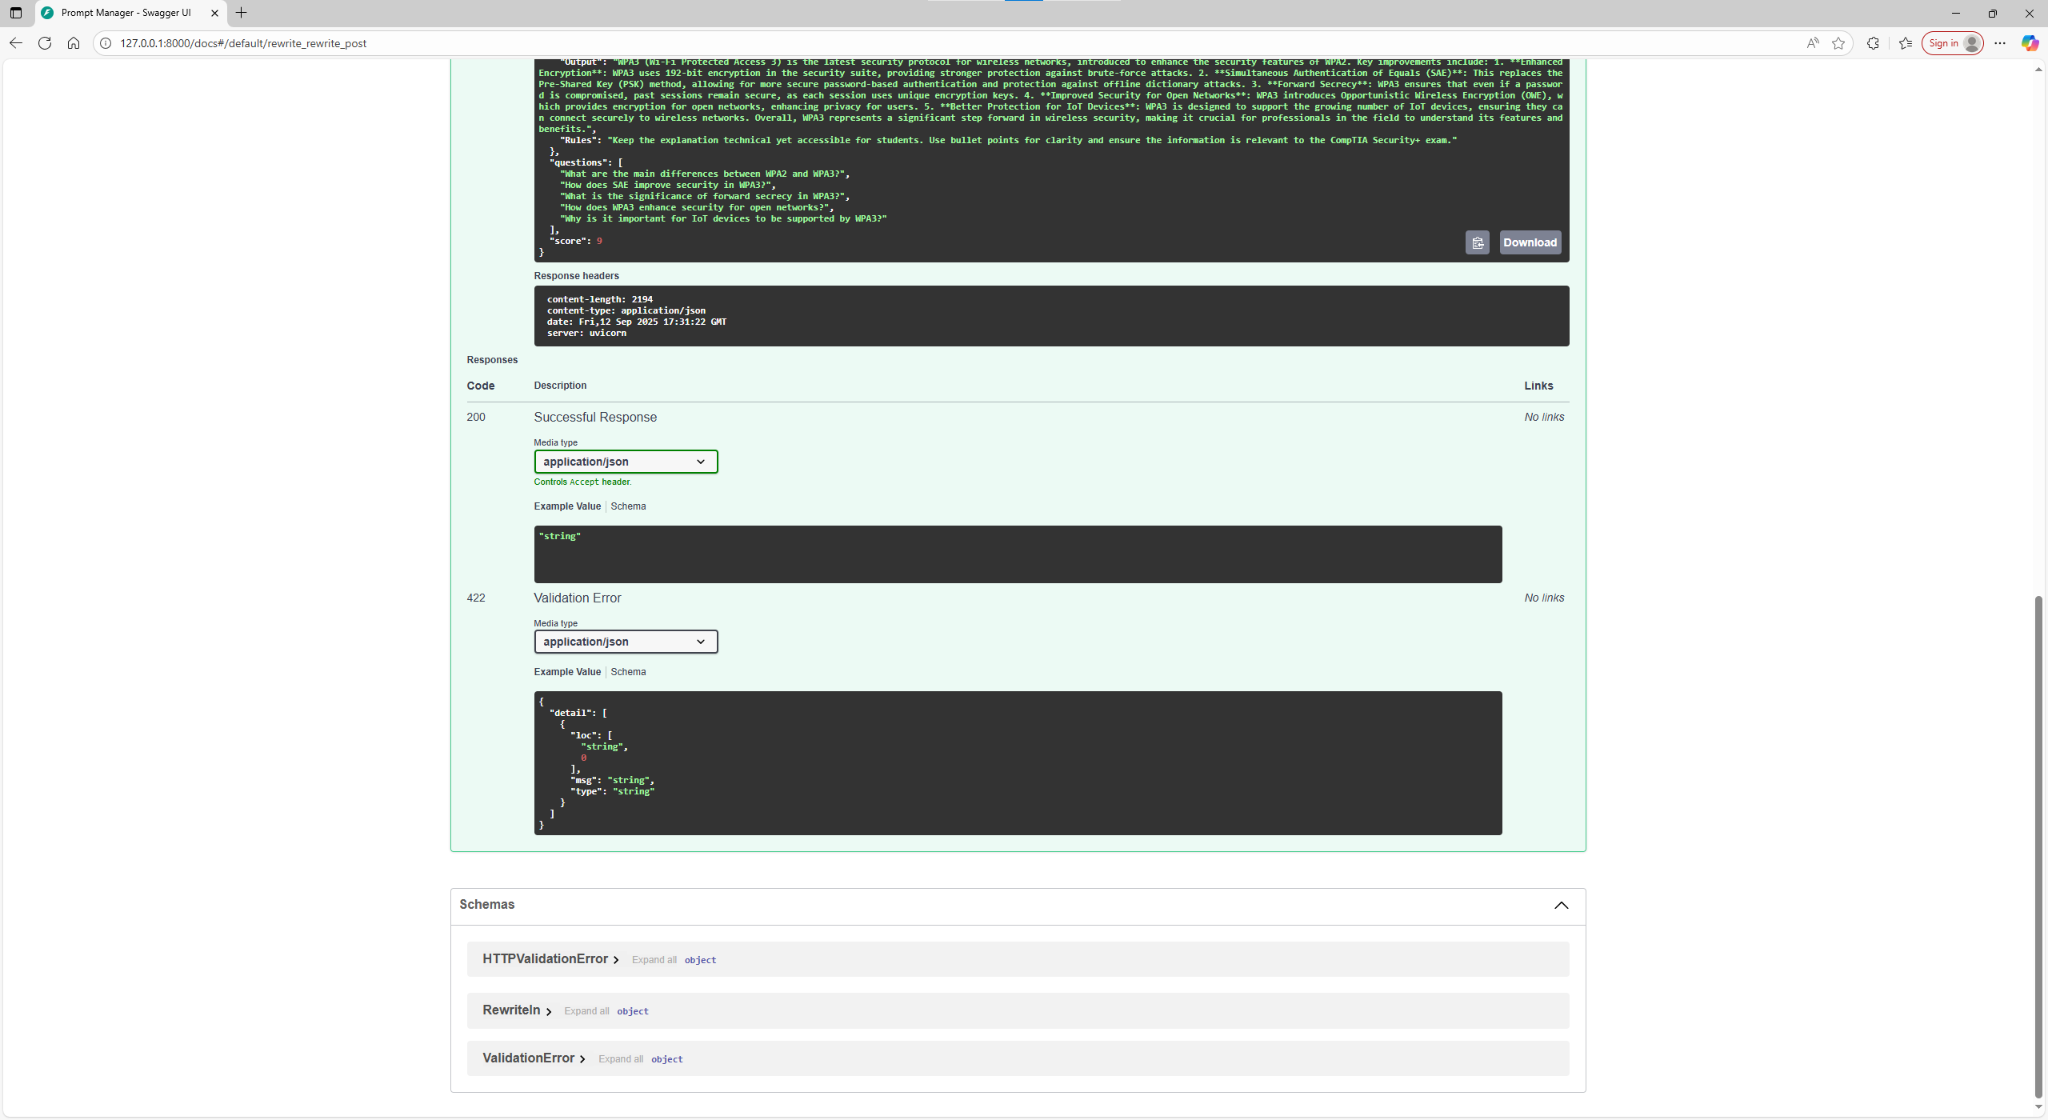 Prompt Manager - Swagger UI
127.0.0.1:8000/docs#/default/rewrite_rewrite_post
Sign in
"Output": "WPA3 (Wi-Fi Protected Access 3) is the latest security protocol for wireless networks, introduced to enhance the security features of WPA2. Key improvements include: 1. **Enhanced
Encryption**: WPA3 uses 192-bit encryption in the security suite, providing stronger protection against brute-force attacks. 2. **Simultaneous Authentication of Equals (SAE)**: This replaces the
Pre-Shared Key (PSK) method, allowing for more secure password-based authentication and protection against offline dictionary attacks. 3. **Forward Secrecy**: WPA3 ensures that even if a passwor
d is compromised, past sessions remain secure, as each session uses unique encryption keys. 4. **Improved Security for Open Networks**: WPA3 introduces Opportunistic Wireless Encryption (OWE), w
hich provides encryption for open networks, enhancing privacy for users. 5. **Better Protection for IoT Devices**: WPA3 is designed to support the growing number of IoT devices, ensuring they ca
n connect securely to wireless networks. Overall, WPA3 represents a significant step forward in wireless security, making it crucial for professionals in the field to understand its features and
benefits.",
"Rules": "Keep the explanation technical yet accessible for students. Use bullet points for clarity and ensure the information is relevant to the CompTIA Security+ exam."
},
"questions": [
"What are the main differences between WPA2 and WPA3?",
"How does SAE improve security in WPA3?",
"What is the significance of forward secrecy in WPA3?",
"How does WPA3 enhance security for open networks?",
"Why is it important for IoT devices to be supported by WPA3?"
],
"score": 9
}
Download
Response headers
content-length: 2194
content-type: application/json
date: Fri,12 Sep 2025 17:31:22 GMT
server: uvicorn
Responses
Code Description Links
200 Successful Response No links
Media type
application/json
Controls Accept header.
Example Value Schema
"string"
422 Validation Error No links
Media type
application/json
Example Value Schema
{
"detail": [
{
"loc": [
"string",
0
],
"msg": "string",
"type": "string"
}
]
}
Schemas
HTTPValidationError Expand all object
RewriteIn Expand all object
ValidationError Expand all object